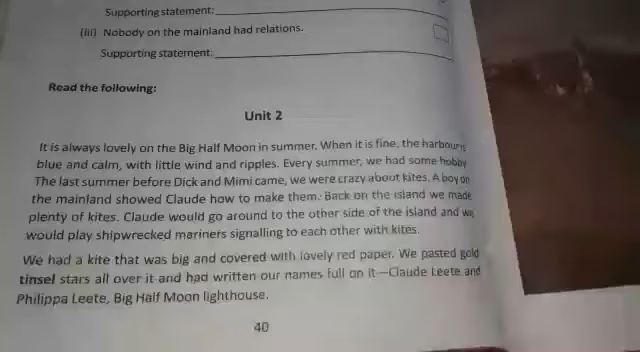 Supporting statement:
(iii) Nobody on the mainland had relations.
Supporting statement:
Read the following:
Unit 2
It is always lovely on the Big Half Moon in summer. When it is fine, the harbour is
blue and calm, with little wind and ripples. Every summer, we had some hobby
The last summer before Dick and Mimi came, we were crazy about kites. A boy on
the mainland showed Claude how to make them. Back on the island we made
plenty of kites. Claude would go around to the other side of the island and we
would play shipwrecked mariners signalling to each other with kites.
We had a kite that was big and covered with lovely red paper. We pasted gold
tinsel stars all over it and had written our names full on it—Claude Leete and
Philippa Leete, Big Half Moon lighthouse.
40